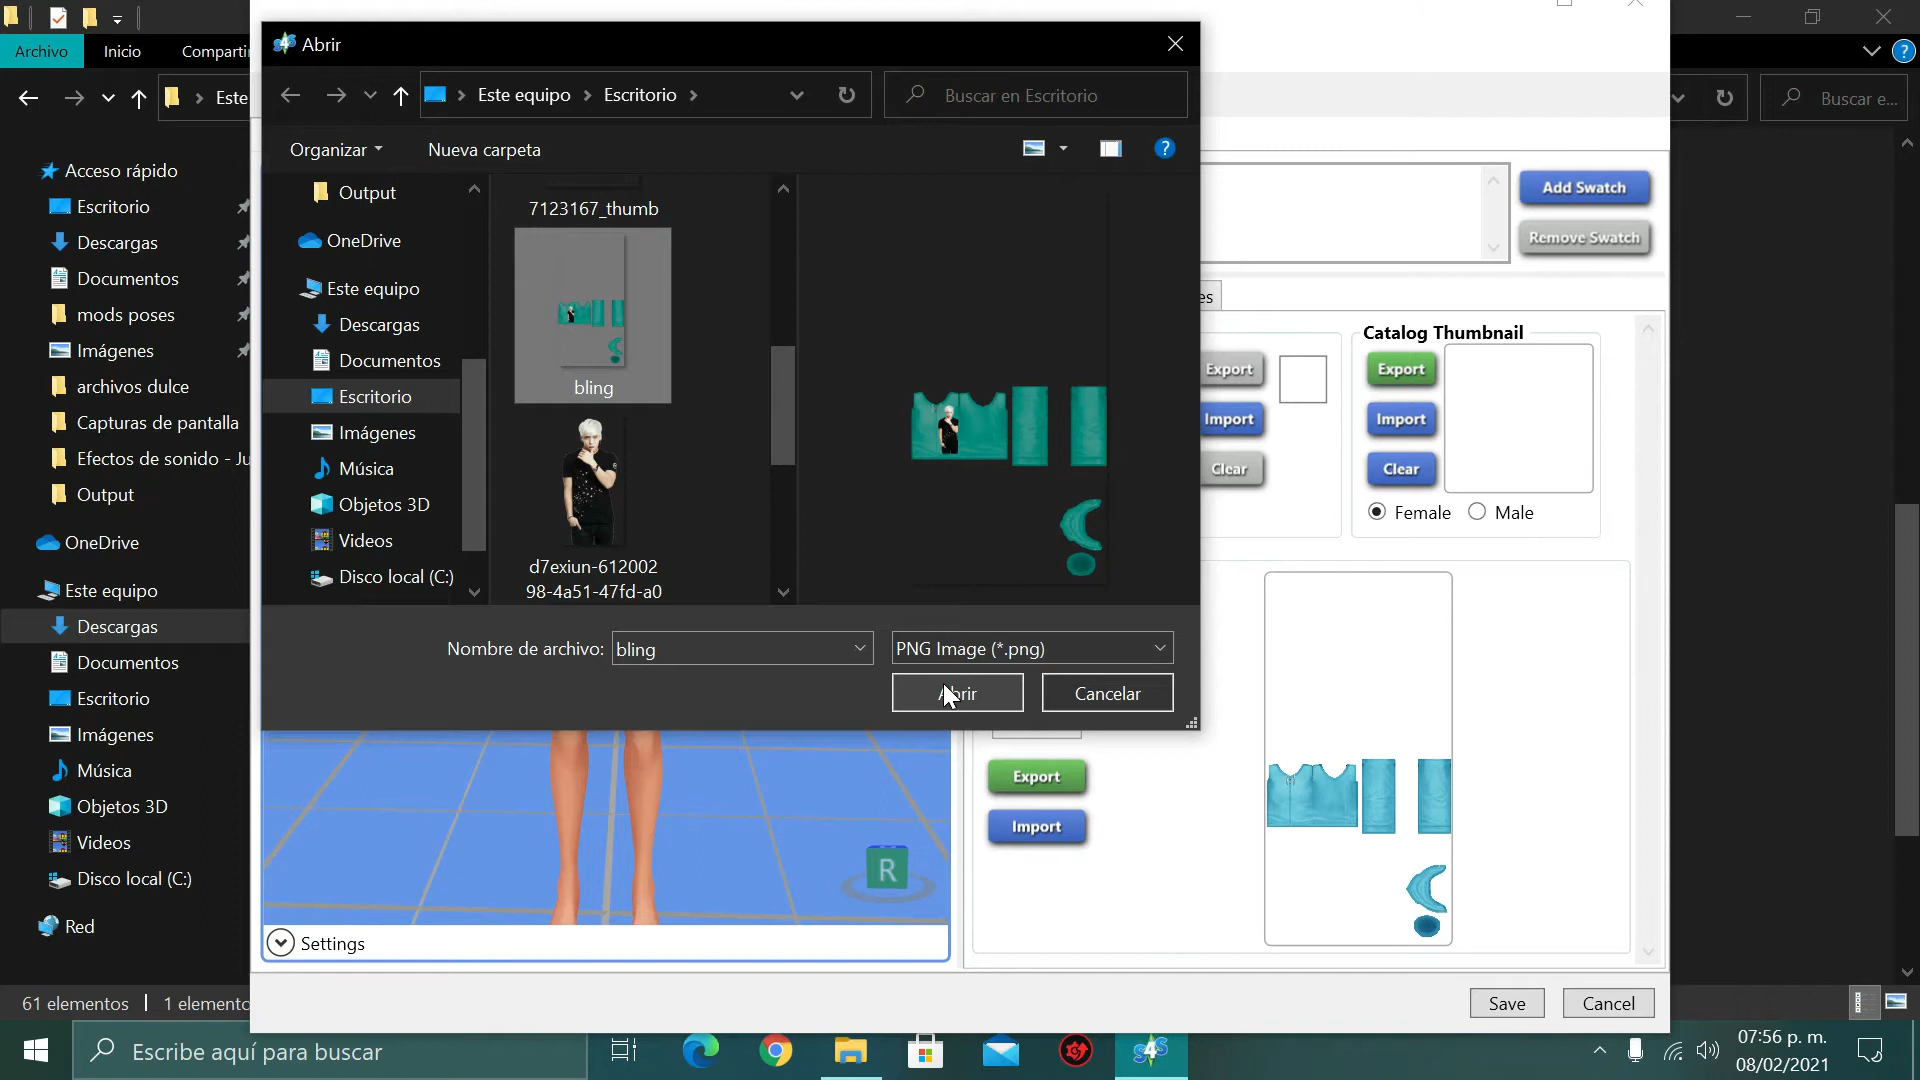 Archivo
Inicio
Comparti
Este
Buscar e...
Acceso rápido
Escritorio
Descargas
Documentos
mods poses
Imágenes
archivos dulce
Capturas de pantalla
Efectos de sonido - Ju
Output
OneDrive
Este equipo
Descargas
Documentos
Escritorio
Imágenes
Música
Objetos 3D
Videos
Disco local (C:)
Red
61 elementos
1 elemento
Abrir
Este equipo
Escritorio
Buscar en Escritorio
Organizar
Nueva carpeta
Output
OneDrive
Este equipo
Descargas
Documentos
Escritorio
Imágenes
Música
Objetos 3D
Videos
Disco local (C:)
7123167_thumb
bling
d7exiun-612002
98-4a51-47fd-a0
Nombre de archivo:
bling
PNG Image (*.png)
Abrir
Cancelar
Add Swatch
Remove Swatch
es
Export
Import
Clear
Catalog Thumbnail
Export
Import
Clear
Female
Male
Export
Import
R
Settings
Save
Cancel
Escribe aquí para buscar
S4S
07:56 p. m.
08/02/2021